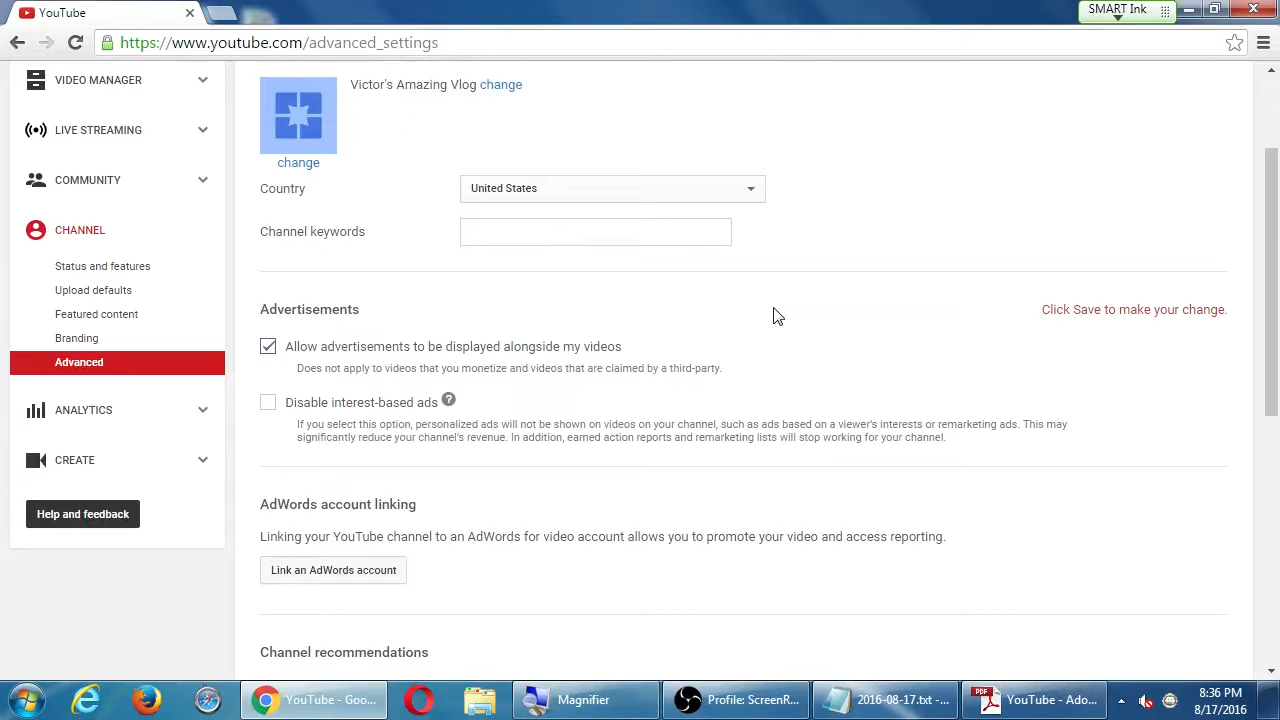 YouTube
SMART Ink
https://www.youtube.com/advanced_settings
VIDEO MANAGER
LIVE STREAMING
COMMUNITY
CHANNEL
Status and features
Upload defaults
Featured content
Branding
Advanced
ANALYTICS
CREATE
Help and feedback
Victor's Amazing Vlog change
change
Country
United States
Channel keywords
Advertisements
Click Save to make your change.
Allow advertisements to be displayed alongside my videos
Does not apply to videos that you monetize and videos that are claimed by a third-party.
Disable interest-based ads ?
If you select this option, personalized ads will not be shown on videos on your channel, such as ads based on a viewer's interests or remarketing ads. This may
significantly reduce your channel's revenue. In addition, earned action reports and remarketing lists will stop working for your channel.
AdWords account linking
Linking your YouTube channel to an AdWords for video account allows you to promote your video and access reporting.
Link an AdWords account
Channel recommendations
YouTube - Goo...
Magnifier
Profile: ScreenR...
2016-08-17.txt - ...
PDF
YouTube - Ado...
8:36 PM
8/17/2016